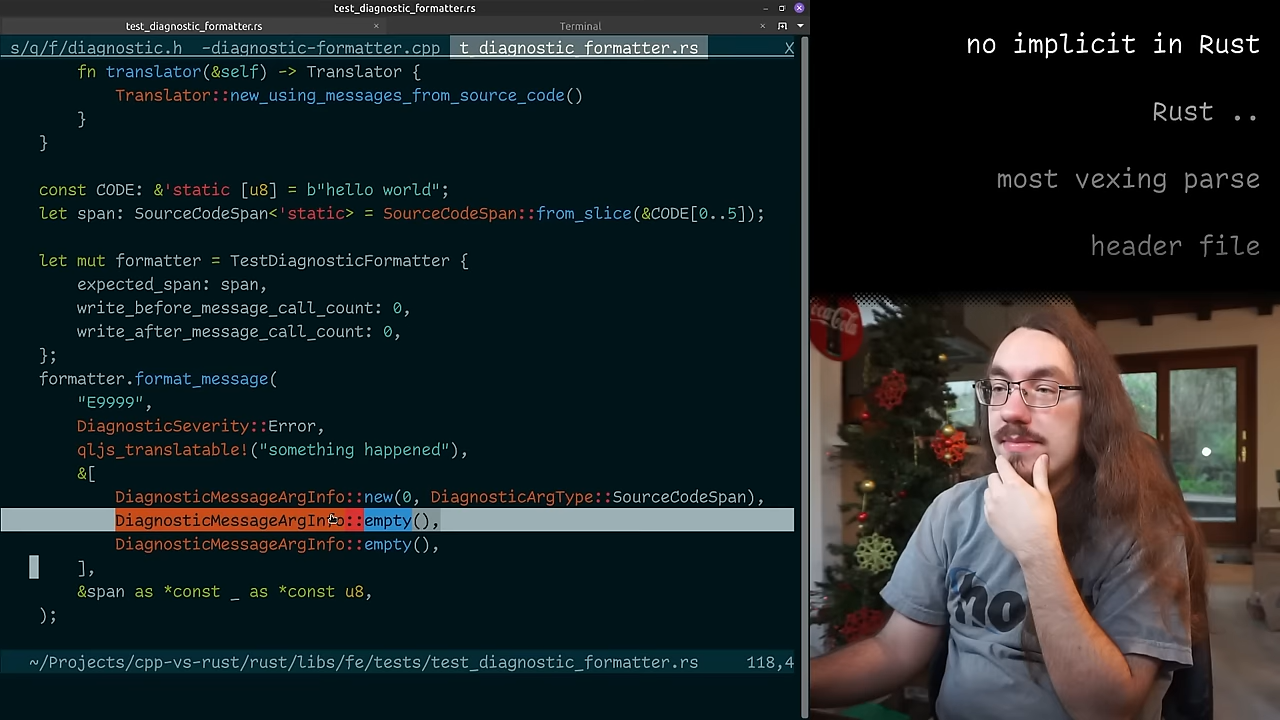 test_diagnostic_formatter.rs
test_diagnostic_formatter.rs
Terminal
s/q/f/diagnostic.h -diagnostic-formatter.cpp t_diagnostic_formatter.rs X
fn translator(&self) -> Translator {
Translator::new_using_messages_from_source_code()
}
}
const CODE: &'static [u8] = b"hello world";
let span: SourceCodeSpan<'static> = SourceCodeSpan::from_slice(&CODE[0..5]);
let mut formatter = TestDiagnosticFormatter {
expected_span: span,
write_before_message_call_count: 0,
write_after_message_call_count: 0,
};
formatter.format_message(
"E9999",
DiagnosticSeverity::Error,
qljs_translatable!("something happened"),
&[
DiagnosticMessageArgInfo::new(0, DiagnosticArgType::SourceCodeSpan),
DiagnosticMessageArgInfo::empty(),
DiagnosticMessageArgInfo::empty(),
],
&span as *const _ as *const u8,
);
~/Projects/cpp-vs-rust/rust/libs/fe/tests/test_diagnostic_formatter.rs 118,4
no implicit in Rust
Rust ..
most vexing parse
header file
Coca-Cola